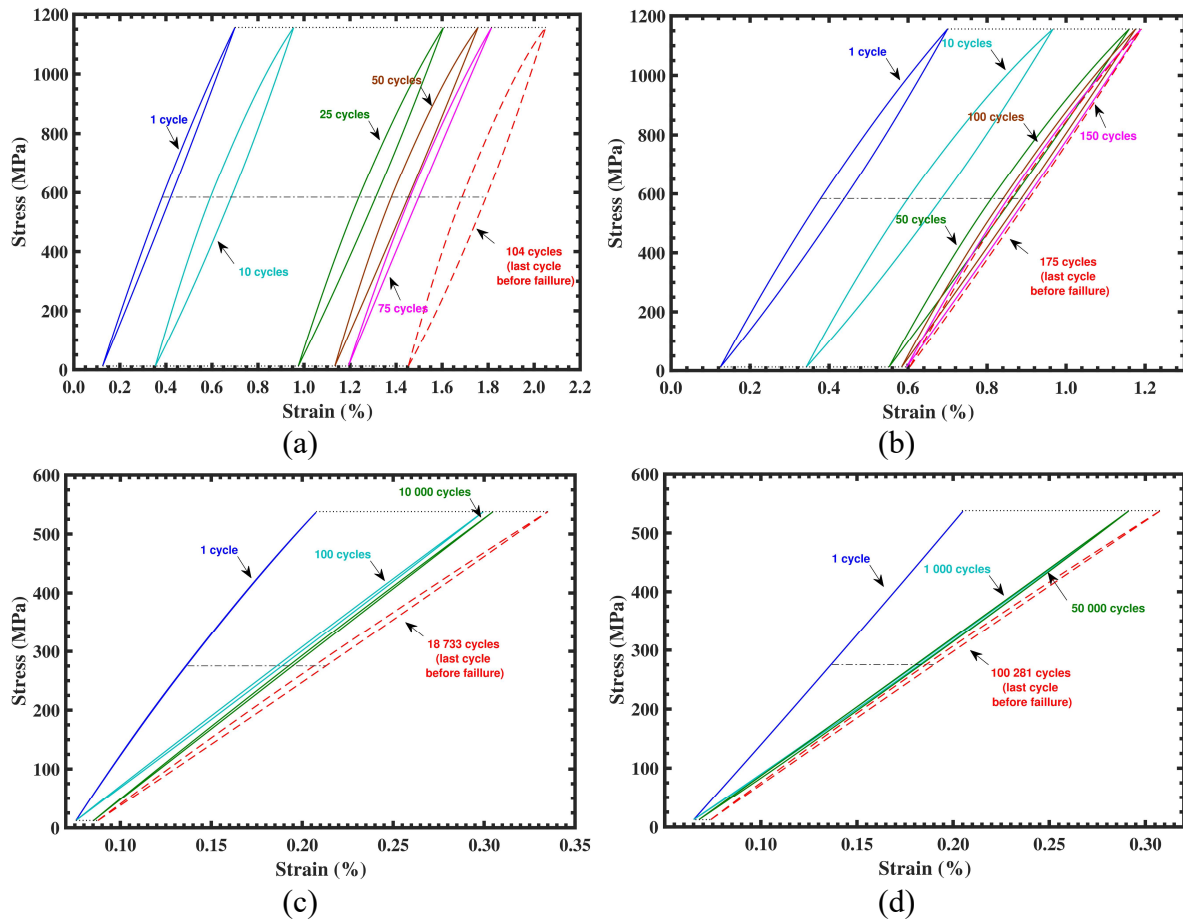 1200
1000
800
600
400
200
0
Stress (MPa)
0.0 0.2 0.4 0.6 0.8 1.0 1.2 1.4 1.6 1.8 2.0 2.2
Strain (%)
1 cycle
10 cycles
25 cycles
50 cycles
75 cycles
104 cycles
(last cycle
before faillure)
(a)
1200
1000
800
600
400
200
0
Stress (MPa)
0.0 0.2 0.4 0.6 0.8 1.0 1.2
Strain (%)
1 cycle
10 cycles
100 cycles
150 cycles
50 cycles
175 cycles
(last cycle
before faillure)
(b)
600
500
400
300
200
100
0
Stress (MPa)
0.10 0.15 0.20 0.25 0.30 0.35
Strain (%)
1 cycle
100 cycles
10 000 cycles
18 733 cycles
(last cycle
before faillure)
(c)
600
500
400
300
200
100
0
Stress (MPa)
0.10 0.15 0.20 0.25 0.30
Strain (%)
1 cycle
1 000 cycles
50 000 cycles
100 281 cycles
(last cycle
before faillure)
(d)